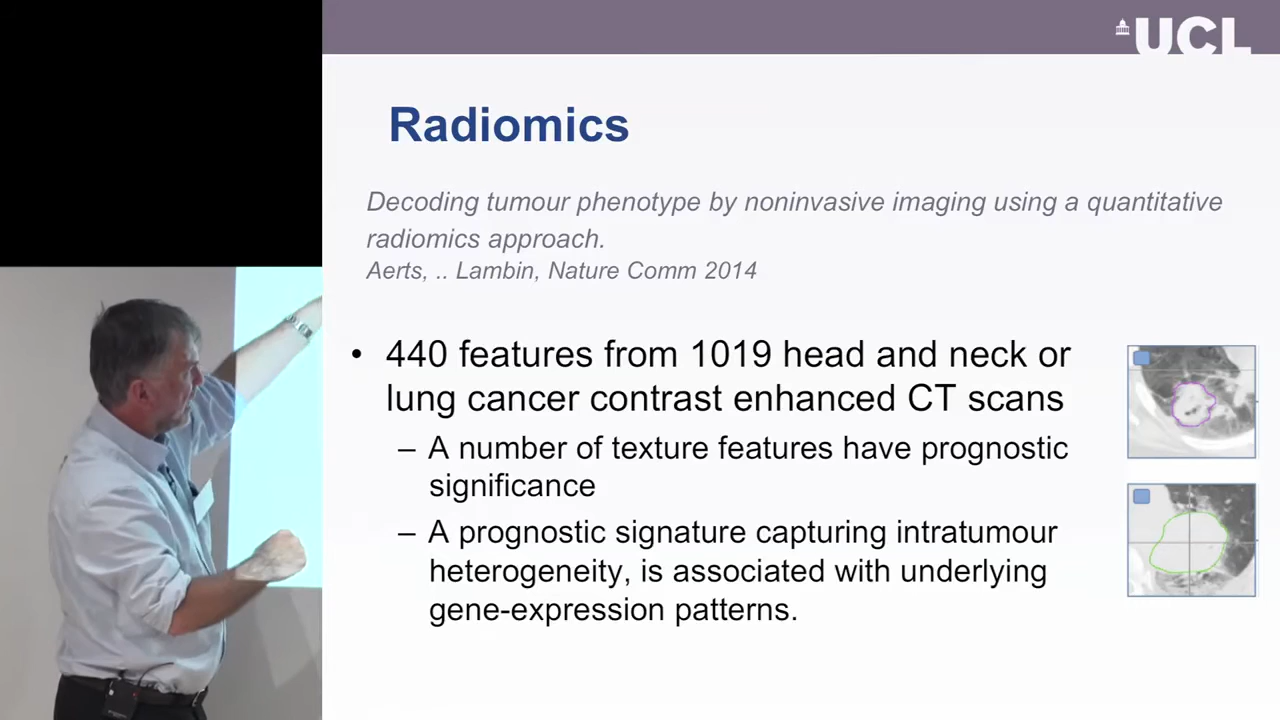 UCL
Radiomics
Decoding tumour phenotype by noninvasive imaging using a quantitative
radiomics approach.
Aerts, .. Lambin, Nature Comm 2014
• 440 features from 1019 head and neck or
lung cancer contrast enhanced CT scans
– A number of texture features have prognostic
significance
– A prognostic signature capturing intratumour
heterogeneity, is associated with underlying
gene-expression patterns.